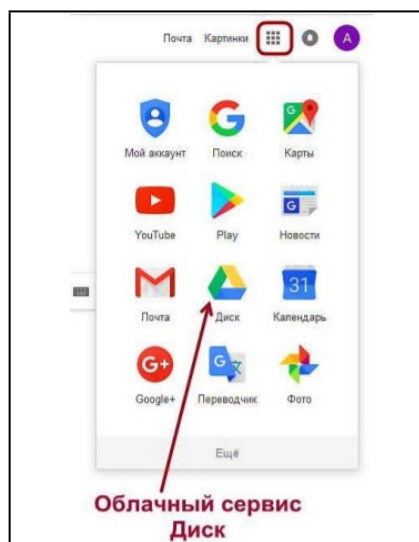 Почта Картинки A
Мой аккаунт Поиск Карты
YouTube Play Новости
31
Почта Диск Календарь
G+
Google+ Переводчик Фото
Ещё
Облачный сервис
Диск